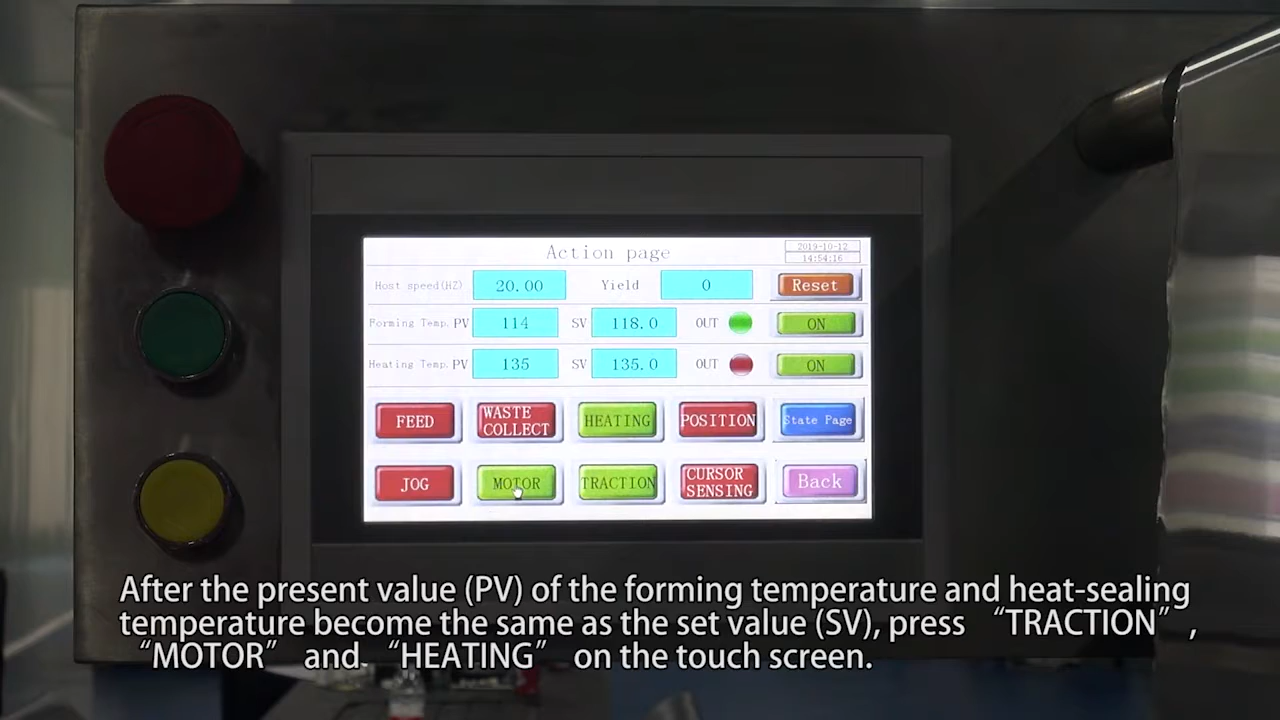 Action page
2019-10-12
14:54:16
Host speed(HZ) 20.00 Yield 0 Reset
Forming Temp. PV 114 SV 118.0 OUT ON
Heating Temp. PV 135 SV 135.0 OUT ON
FEED WASTE COLLECT HEATING POSITION State Page
JOG MOTOR TRACTION CURSOR SENSING Back
After the present value (PV) of the forming temperature and heat-sealing
temperature become the same as the set value (SV), press “TRACTION”,
“MOTOR” and “HEATING” on the touch screen.